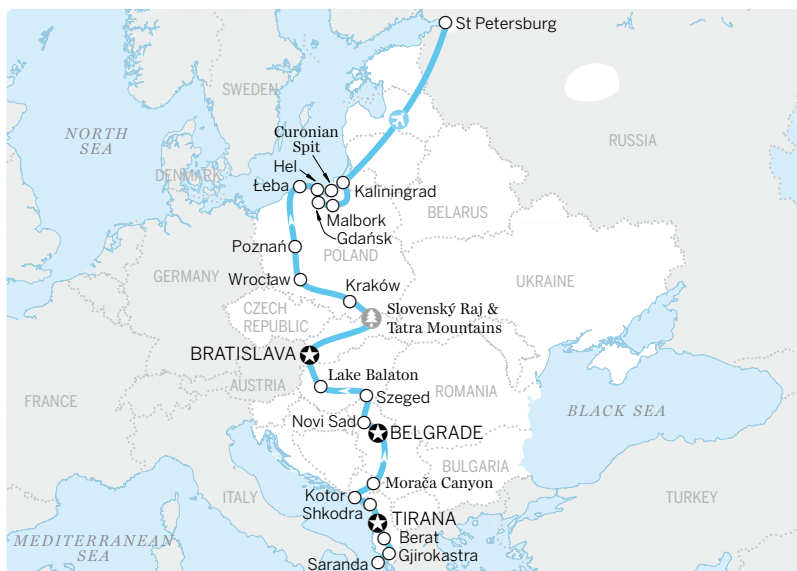 St Petersburg
SWEDEN
NORTH
SEA
RUSSIA
Curonian
Spit
DENMARK
Hel
Łeba
Kaliningrad
BELARUS
Malbork
Gdańsk
Poznań
POLAND
GERMANY
Wrocław
Kraków
UKRAINE
CZECH
REPUBLIC
Slovenský Raj &
Tatra Mountains
BRATISLAVA
Lake Balaton
AUSTRIA
ROMANIA
FRANCE
Szeged
BLACK SEA
Novi Sad
BELGRADE
BULGARIA
Morača Canyon
ITALY
Kotor
TURKEY
Shkodra
TIRANA
MEDITERRANEAN
SEA
Berat
Gjirokastra
Saranda